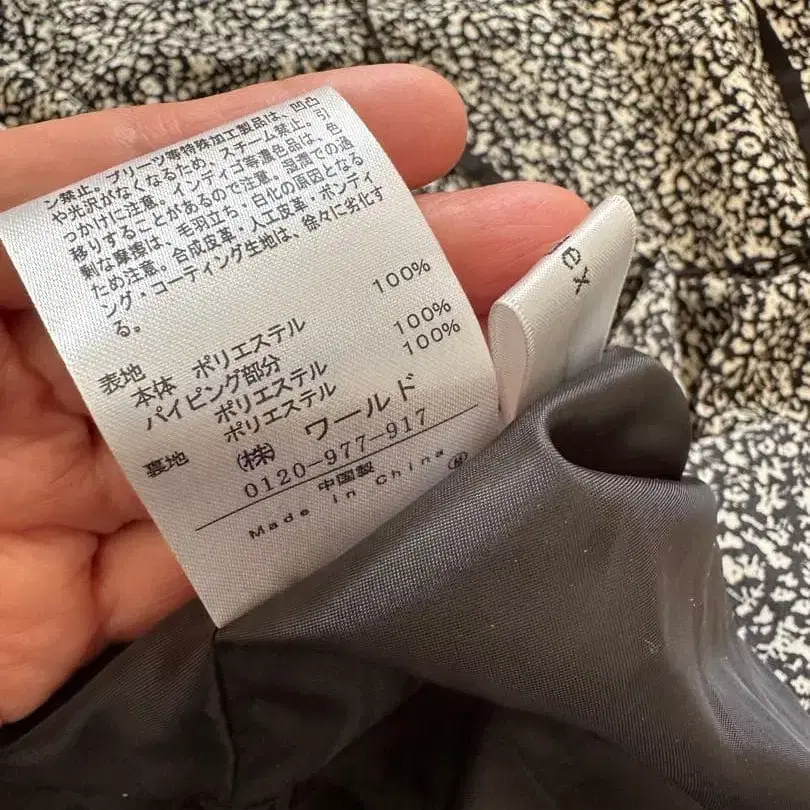 ン禁止。プリーツ等特殊加工製品は、凹凸
や光沢がなくなるため、スチーム禁止。引
っかけに注意。インディゴ等濃色品は、色
移りすることがあるので注意。湿潤での過
剰な摩擦は、毛羽立ち・白化の原因となる
ため注意。合成皮革・人工皮革・ボンディ
ング・コーティング生地は、徐々に劣化す
る。
表地
本体 ポリエステル 100%
パイピング部分
ポリエステル 100%
裏地 ポリエステル 100%
㈱ ワールド
0120-977-917
中国製
Made in China
ex